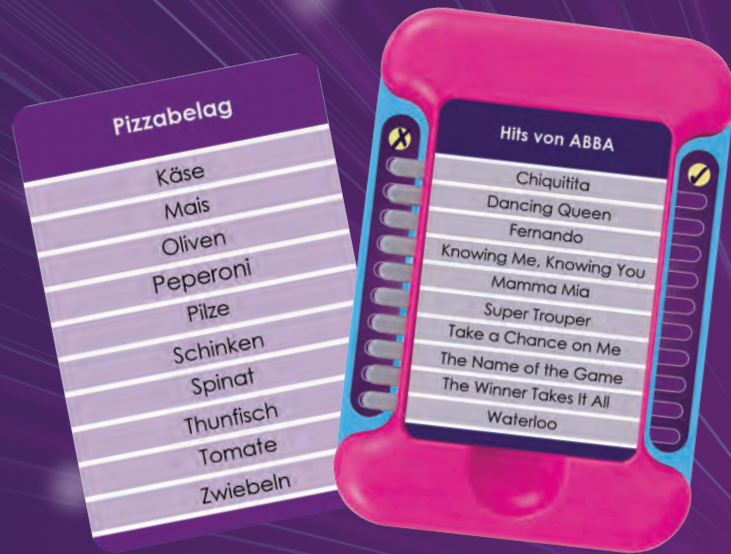 Pizzabelag
Käse
Mais
Oliven
Peperoni
Pilze
Schinken
Spinat
Thunfisch
Tomate
Zwiebeln
Hits von ABBA
Chiquitita
Dancing Queen
Fernando
Knowing Me, Knowing You
Mamma Mia
Super Trouper
Take a Chance on Me
The Name of the Game
The Winner Takes It All
Waterloo